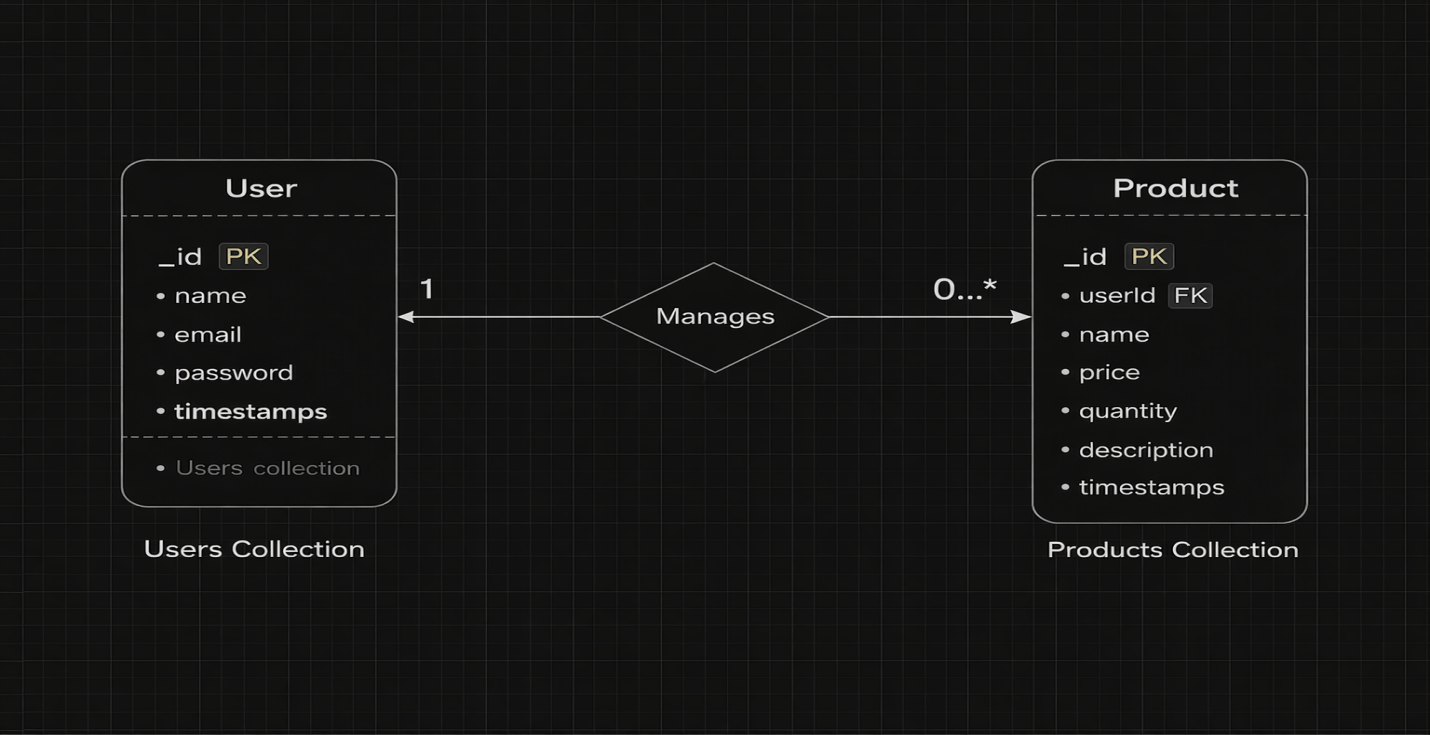 User
_id PK
• name
• email
• password
• timestamps
• Users collection
Users Collection
1
Manages
0...*
Product
_id PK
• userId FK
• name
• price
• quantity
• description
• timestamps
Products Collection